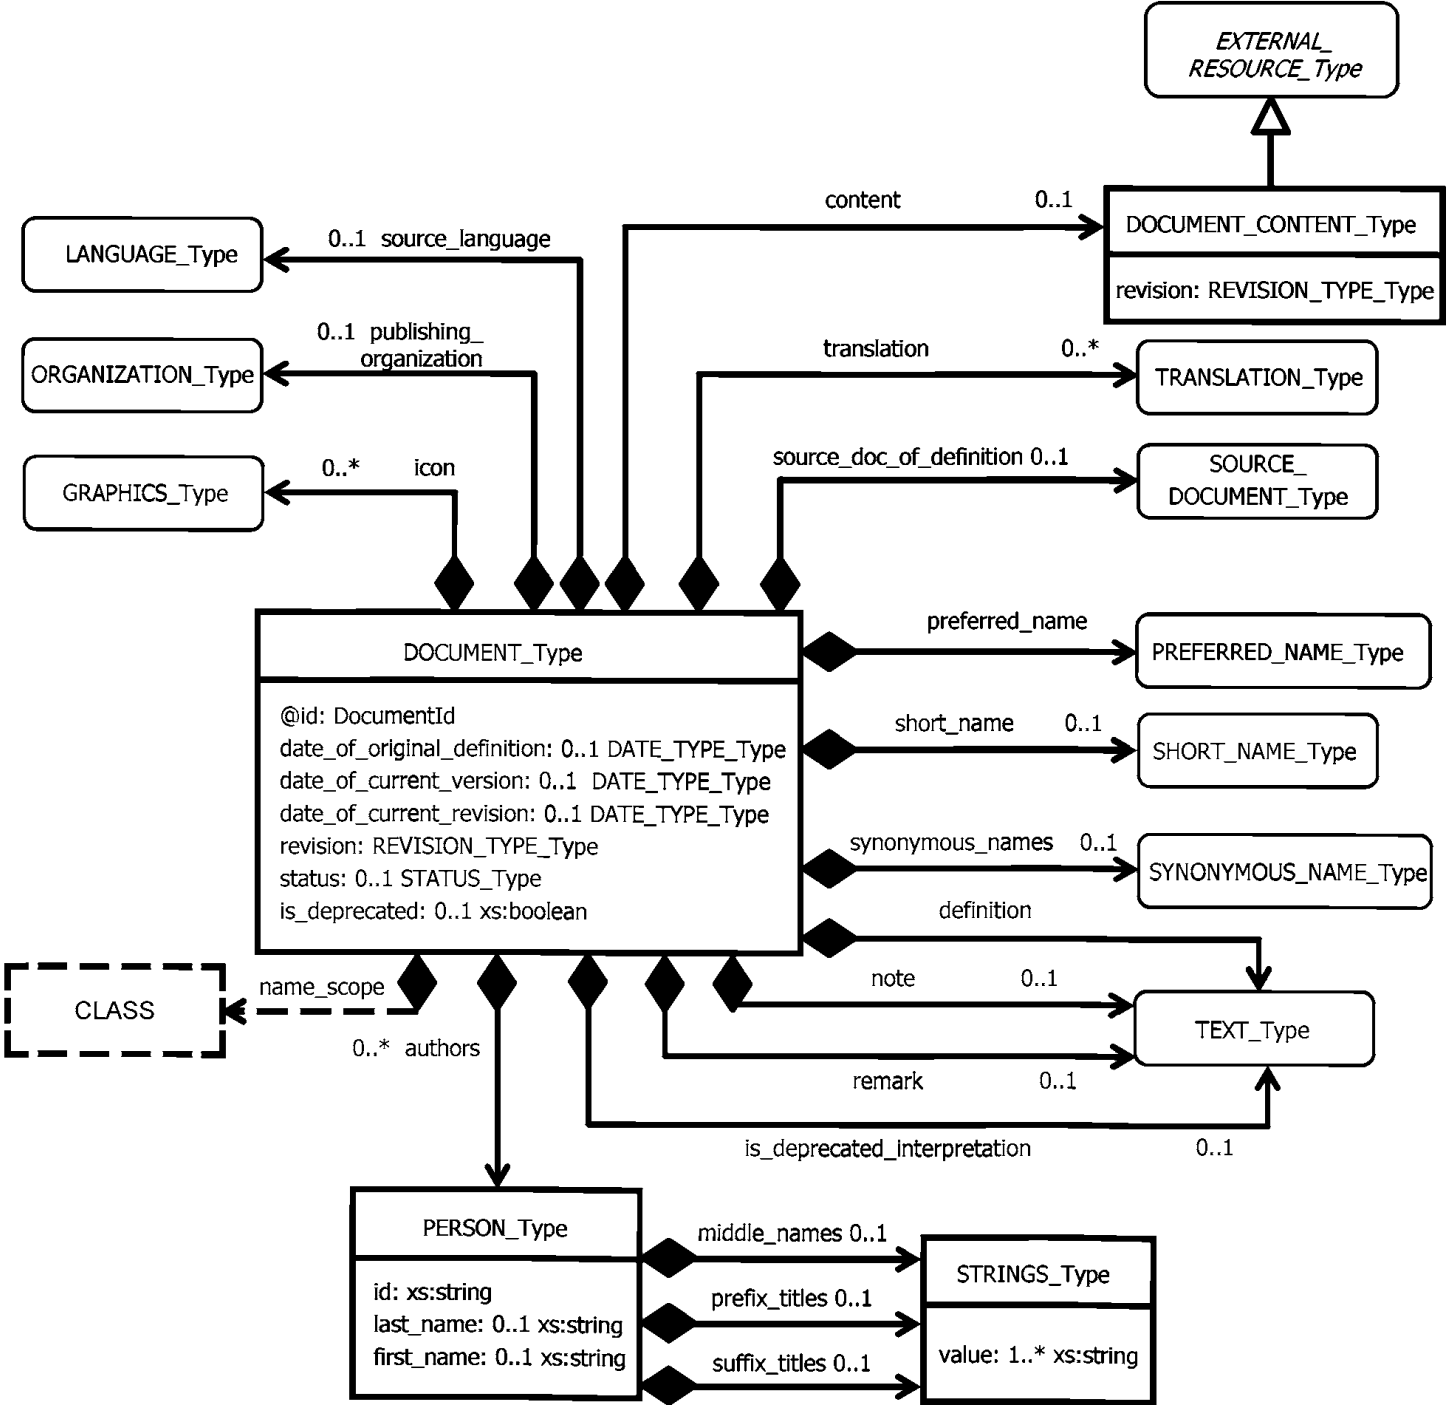 EXTERNAL_
RESOURCE_Type
content 0..1
DOCUMENT_CONTENT_Type
revision: REVISION_TYPE_Type
0..1 source_language
LANGUAGE_Type
0..1 publishing_
organization
ORGANIZATION_Type
translation 0..*
TRANSLATION_Type
0..* icon
GRAPHICS_Type
source_doc_of_definition 0..1
SOURCE_
DOCUMENT_Type
DOCUMENT_Type
@id: DocumentId
date_of_original_definition: 0..1 DATE_TYPE_Type
date_of_current_version: 0..1 DATE_TYPE_Type
date_of_current_revision: 0..1 DATE_TYPE_Type
revision: REVISION_TYPE_Type
status: 0..1 STATUS_Type
is_deprecated: 0..1 xs:boolean
preferred_name
PREFERRED_NAME_Type
short_name 0..1
SHORT_NAME_Type
synonymous_names 0..1
SYNONYMOUS_NAME_Type
definition
note 0..1
TEXT_Type
remark 0..1
is_deprecated_interpretation 0..1
name_scope
CLASS
0..* authors
PERSON_Type
id: xs:string
last_name: 0..1 xs:string
first_name: 0..1 xs:string
middle_names 0..1
prefix_titles 0..1
suffix_titles 0..1
STRINGS_Type
value: 1..* xs:string